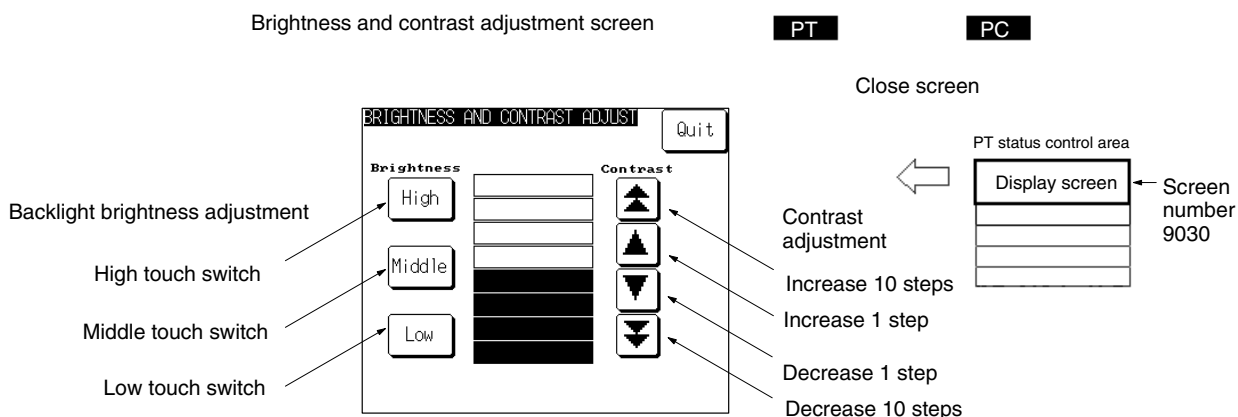 Brightness and contrast adjustment screen
PT
PC
Close screen
BRIGHTNESS AND CONTRAST ADJUST
Quit
PT status control area
Display screen
Screen
number
9030
Brightness
Contrast
High
Middle
Low
Backlight brightness adjustment
High touch switch
Middle touch switch
Low touch switch
Contrast
adjustment
Increase 10 steps
Increase 1 step
Decrease 1 step
Decrease 10 steps